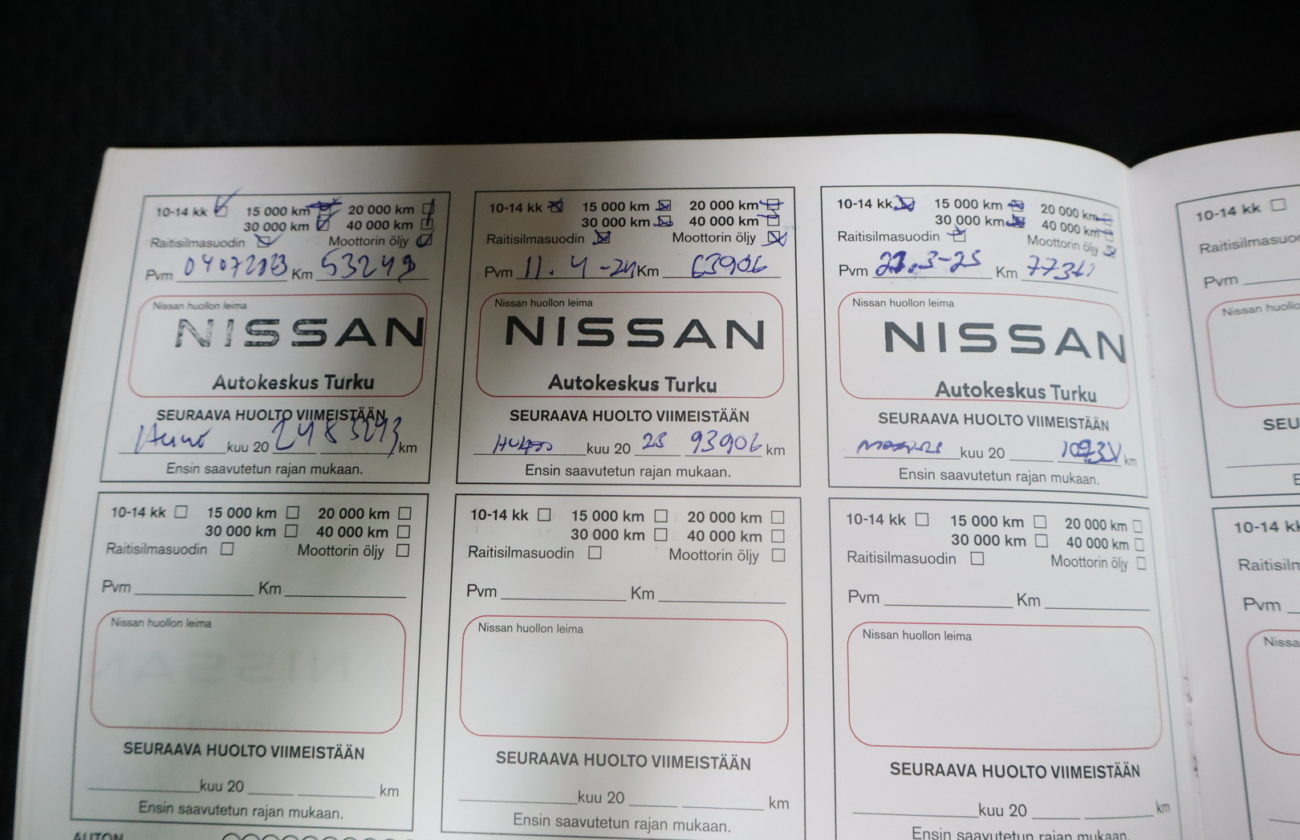 10-14 kk 15 000 km 20 000 km
30 000 km 40 000 km
Raitisilmasuodin Moottorin öljy
Pvm 04072023 Km 53249
Nissan huollon leima
NISSAN
Autokeskus Turku
SEURAAVA HUOLTO VIIMEISTÄÄN
kuu 20 24 83243 km
Ensin saavutetun rajan mukaan.
10-14 kk 15 000 km 20 000 km
30 000 km 40 000 km
Raitisilmasuodin Moottorin öljy
Pvm 11.4-24 Km 63906
Nissan huollon leima
NISSAN
Autokeskus Turku
SEURAAVA HUOLTO VIIMEISTÄÄN
kuu 20 25 93906 km
Ensin saavutetun rajan mukaan.
10-14 kk 15 000 km 20 000 km
30 000 km 40 000 km
Raitisilmasuodin Moottorin öljy
Pvm 3-25 Km
Nissan huollon leima
NISSAN
Autokeskus Turku
SEURAAVA HUOLTO VIIMEISTÄÄN
kuu 20 km
Ensin saavutetun rajan mukaan.
10-14 kk
Raitisilmasuo
Pvm
Nissan huollo
SEU
10-14 kk 15 000 km 20 000 km
30 000 km 40 000 km
Raitisilmasuodin Moottorin öljy
Pvm Km
Nissan huollon leima
SEURAAVA HUOLTO VIIMEISTÄÄN
kuu 20 km
Ensin saavutetun rajan mukaan.
10-14 kk 15 000 km 20 000 km
30 000 km 40 000 km
Raitisilmasuodin Moottorin öljy
Pvm Km
Nissan huollon leima
SEURAAVA HUOLTO VIIMEISTÄÄN
kuu 20 km
Ensin saavutetun rajan mukaan.
10-14 kk 15 000 km 20 000 km
30 000 km 40 000 km
Raitisilmasuodin Moottorin öljy
Pvm Km
Nissan huollon leima
SEURAAVA HUOLTO VIIMEISTÄÄN
kuu 20 km
Ensin saavutetun rajan mukaan.
10-14 kk
Raitisiln
Pvm
Nissa
AUTON